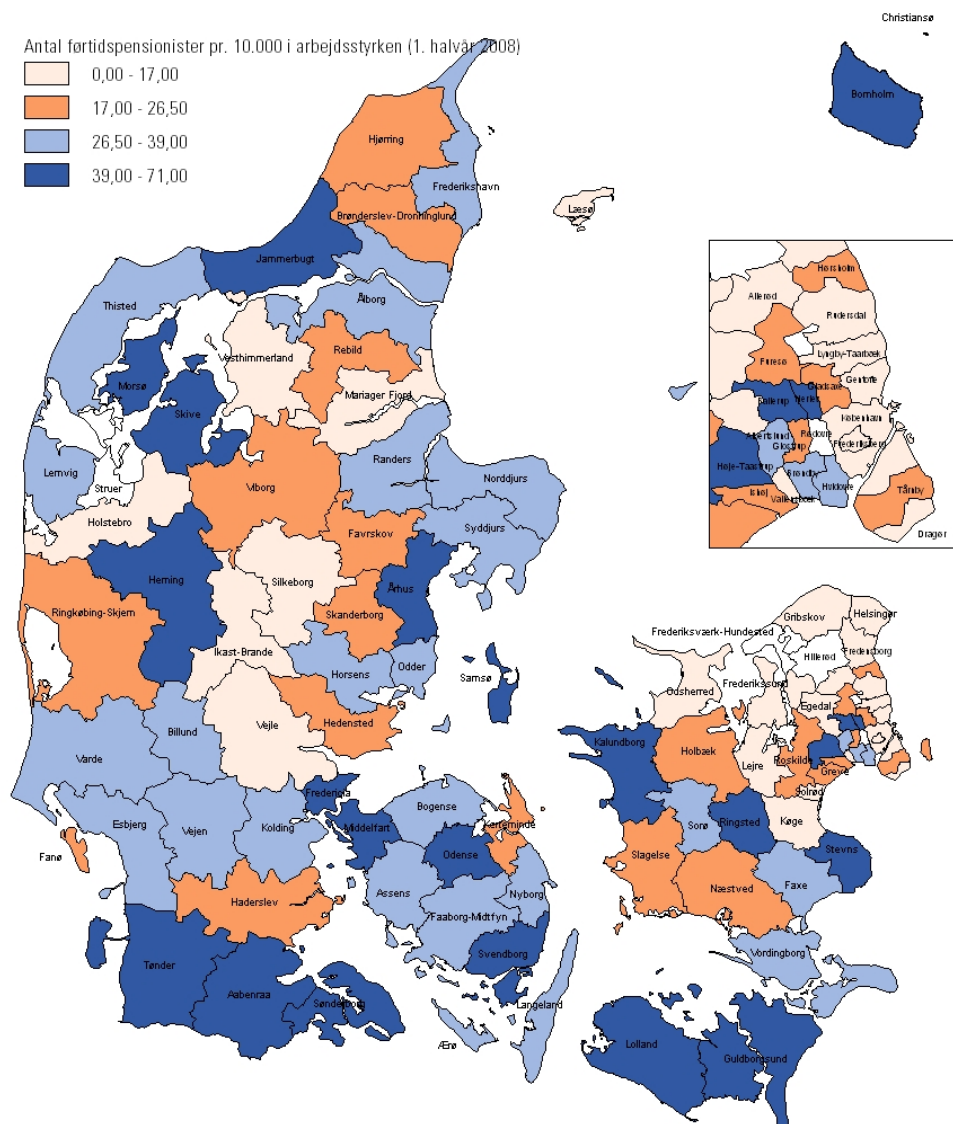 Christiansø
Antal førtidspensionister pr. 10.000 i arbejdsstyrken (1. halvår 2008)
0,00 - 17,00
17,00 - 26,50
26,50 - 39,00
39,00 - 71,00
Bornholm
Hjørring
Frederikshavn
Brønderslev-Dronninglund
Læsø
Jammerbugt
Thisted
Ålborg
Vesthimmerland
Rebild
Morsø
Mariager Fjord
Skive
Lemvig
Randers
Norddjurs
Struer
Viborg
Holstebro
Syddjurs
Favrskov
Herning
Silkeborg
Århus
Ringkøbing-Skjern
Skanderborg
Ikast-Brande
Horsens
Odder
Samsø
Hedensted
Billund
Vejle
Varde
Fredericia
Bogense
Esbjerg
Vejen
Kolding
Middelfart
Kerteminde
Odense
Fanø
Haderslev
Assens
Nyborg
Faaborg-Midtfyn
Svendborg
Tønder
Aabenraa
Sønderborg
Langeland
Ærø
Hørsholm
Allerød
Rudersdal
Furesø
Lyngby-Taarbæk
Gentofte
Gladsaxe
Ballerup
Herlev
København
Albertslund
Rødovre
Frederiksberg
Glostrup
Høje-Taastrup
Brøndby
Hvidovre
Ishøj
Vallensbæk
Tårnby
Dragør
Gribskov
Helsingør
Frederiksværk-Hundested
Fredensborg
Hillerød
Odsherred
Frederikssund
Egedal
Kalundborg
Holbæk
Roskilde
Lejre
Greve
Solrød
Sorø
Ringsted
Køge
Stevns
Slagelse
Næstved
Faxe
Vordingborg
Lolland
Guldborgsund